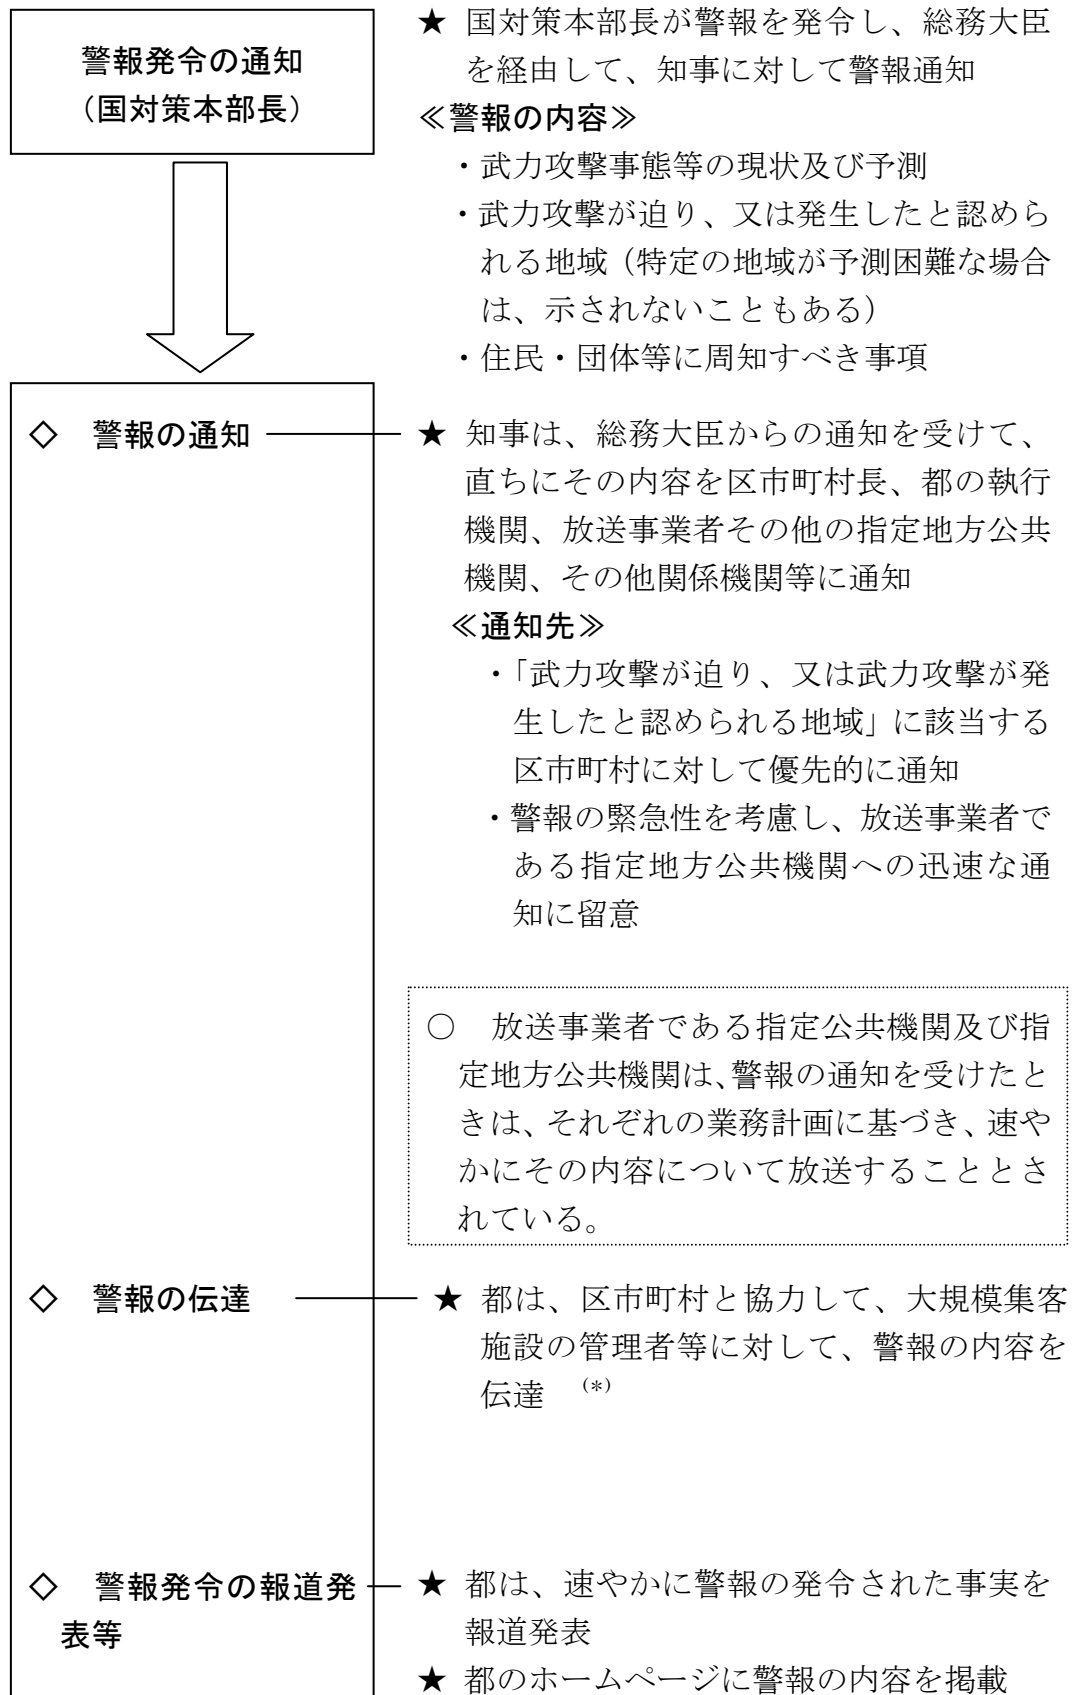 警報発令の通知
（国対策本部長）
★ 国対策本部長が警報を発令し、総務大臣
を経由して、知事に対して警報通知
≪警報の内容≫
・武力攻撃事態等の現状及び予測
・武力攻撃が迫り、又は発生したと認めら
れる地域（特定の地域が予測困難な場合
は、示されないこともある）
・住民・団体等に周知すべき事項
◇ 警報の通知
★ 知事は、総務大臣からの通知を受けて、
直ちにその内容を区市町村長、都の執行
機関、放送事業者その他の指定地方公共
機関、その他関係機関等に通知
≪通知先≫
・「武力攻撃が迫り、又は武力攻撃が発
生したと認められる地域」に該当する
区市町村に対して優先的に通知
・警報の緊急性を考慮し、放送事業者で
ある指定地方公共機関への迅速な通
知に留意
○ 放送事業者である指定公共機関及び指
定地方公共機関は、警報の通知を受けたと
きは、それぞれの業務計画に基づき、速や
かにその内容について放送することとさ
れている。
◇ 警報の伝達
★ 都は、区市町村と協力して、大規模集客
施設の管理者等に対して、警報の内容を
伝達 (*)
◇ 警報発令の報道発
表等
★ 都は、速やかに警報の発令された事実を
報道発表
★ 都のホームページに警報の内容を掲載